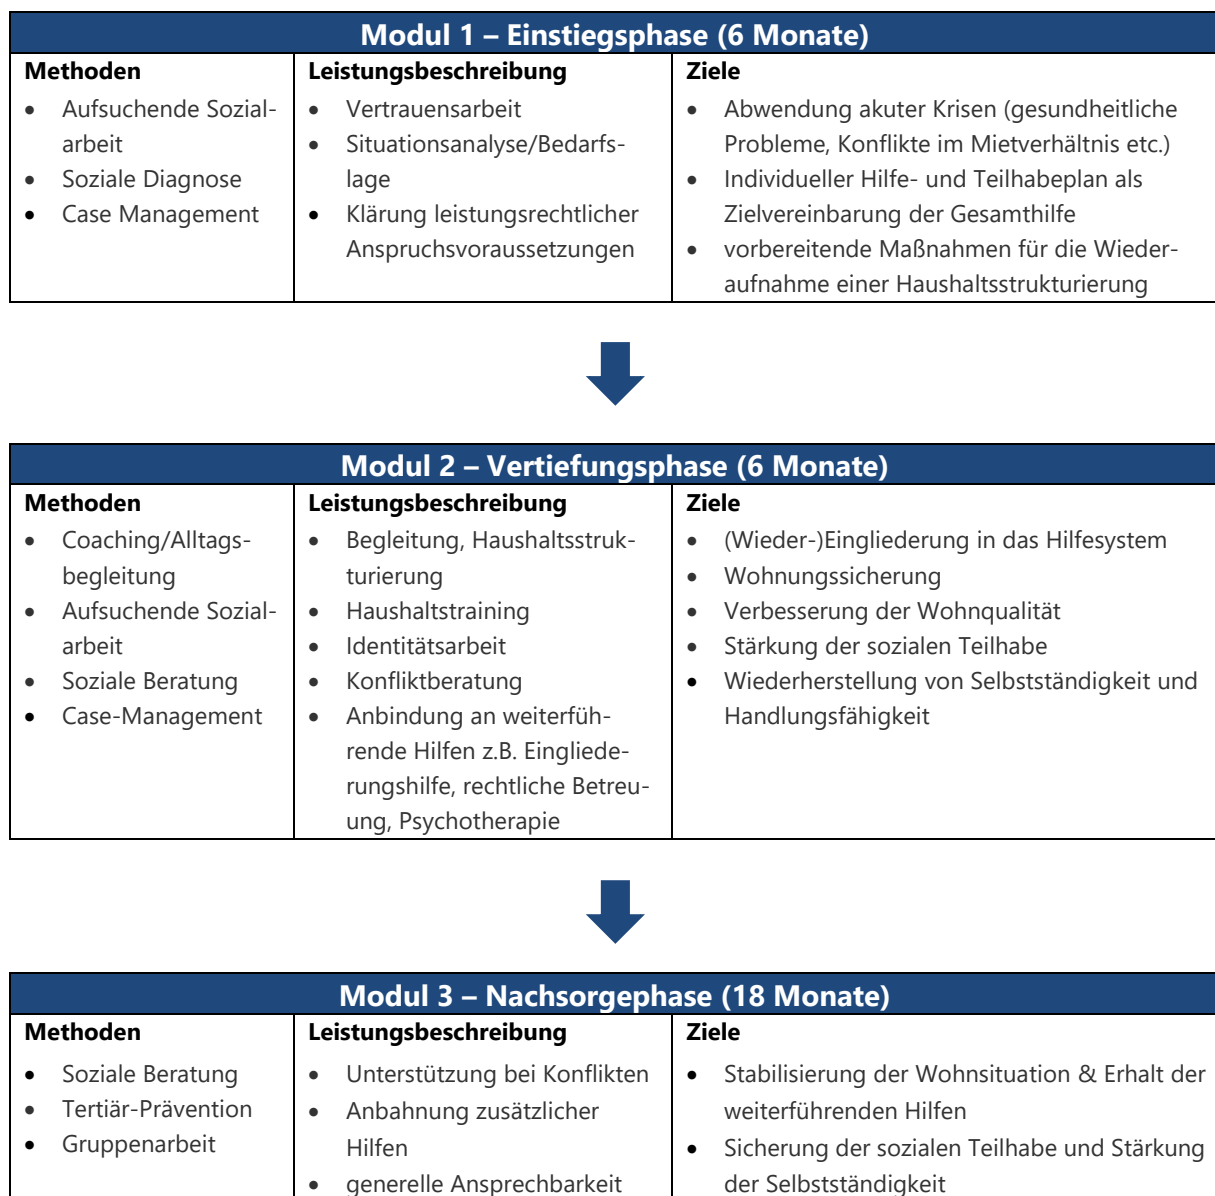 Modul 1 – Einstiegsphase (6 Monate)
Methoden
• Aufsuchende Sozial-
arbeit
• Soziale Diagnose
• Case Management
Leistungsbeschreibung
• Vertrauensarbeit
• Situationsanalyse/Bedarfs-
lage
• Klärung leistungsrechtlicher
Anspruchsvoraussetzungen
Ziele
• Abwendung akuter Krisen (gesundheitliche
Probleme, Konflikte im Mietverhältnis etc.)
• Individueller Hilfe- und Teilhabeplan als
Zielvereinbarung der Gesamthilfe
• vorbereitende Maßnahmen für die Wieder-
aufnahme einer Haushaltsstrukturierung
Modul 2 – Vertiefungsphase (6 Monate)
Methoden
• Coaching/Alltags-
begleitung
• Aufsuchende Sozial-
arbeit
• Soziale Beratung
• Case-Management
Leistungsbeschreibung
• Begleitung, Haushaltsstruk-
turierung
• Haushaltstraining
• Identitätsarbeit
• Konfliktberatung
• Anbindung an weiterfüh-
rende Hilfen z.B. Eingliede-
rungshilfe, rechtliche Betreu-
ung, Psychotherapie
Ziele
• (Wieder-)Eingliederung in das Hilfesystem
• Wohnungssicherung
• Verbesserung der Wohnqualität
• Stärkung der sozialen Teilhabe
• Wiederherstellung von Selbstständigkeit und
Handlungsfähigkeit
Modul 3 – Nachsorgephase (18 Monate)
Methoden
• Soziale Beratung
• Tertiär-Prävention
• Gruppenarbeit
Leistungsbeschreibung
• Unterstützung bei Konflikten
• Anbahnung zusätzlicher
Hilfen
• generelle Ansprechbarkeit
Ziele
• Stabilisierung der Wohnsituation & Erhalt der
weiterführenden Hilfen
• Sicherung der sozialen Teilhabe und Stärkung
der Selbstständigkeit